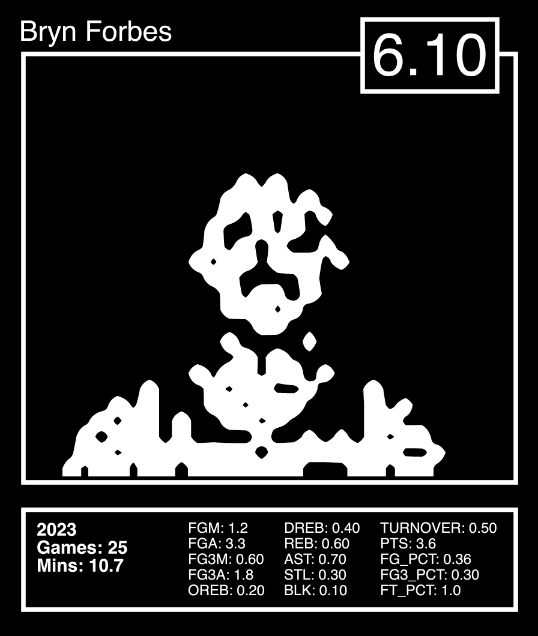 Bryn Forbes
6.10
2023
Games: 25
Mins: 10.7
FGM: 1.2
FGA: 3.3
FG3M: 0.60
FG3A: 1.8
OREB: 0.20
DREB: 0.40
REB: 0.60
AST: 0.70
STL: 0.30
BLK: 0.10
TURNOVER: 0.50
PTS: 3.6
FG_PCT: 0.36
FG3_PCT: 0.30
FT_PCT: 1.0